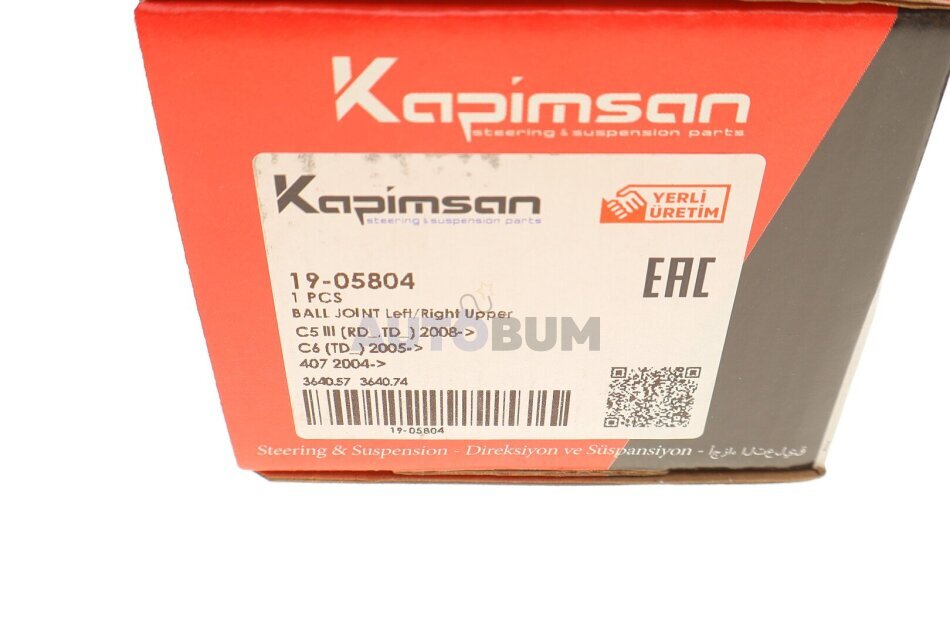 Kapimsan
steering & suspension parts
Kapimsan
steering & suspension parts
YERLİ
ÜRETİM
19-05804
1 PCS
EAC
BALL JOINT Left/Right Upper
AUTOBUM
C5 III (RD_,TD_) 2008->
C6 (TD_) 2005->
407 2004->
3640.57 3640.74
19-05804
Steering & Suspension - Direksiyon ve Süspansiyon - أجزاء التعليق